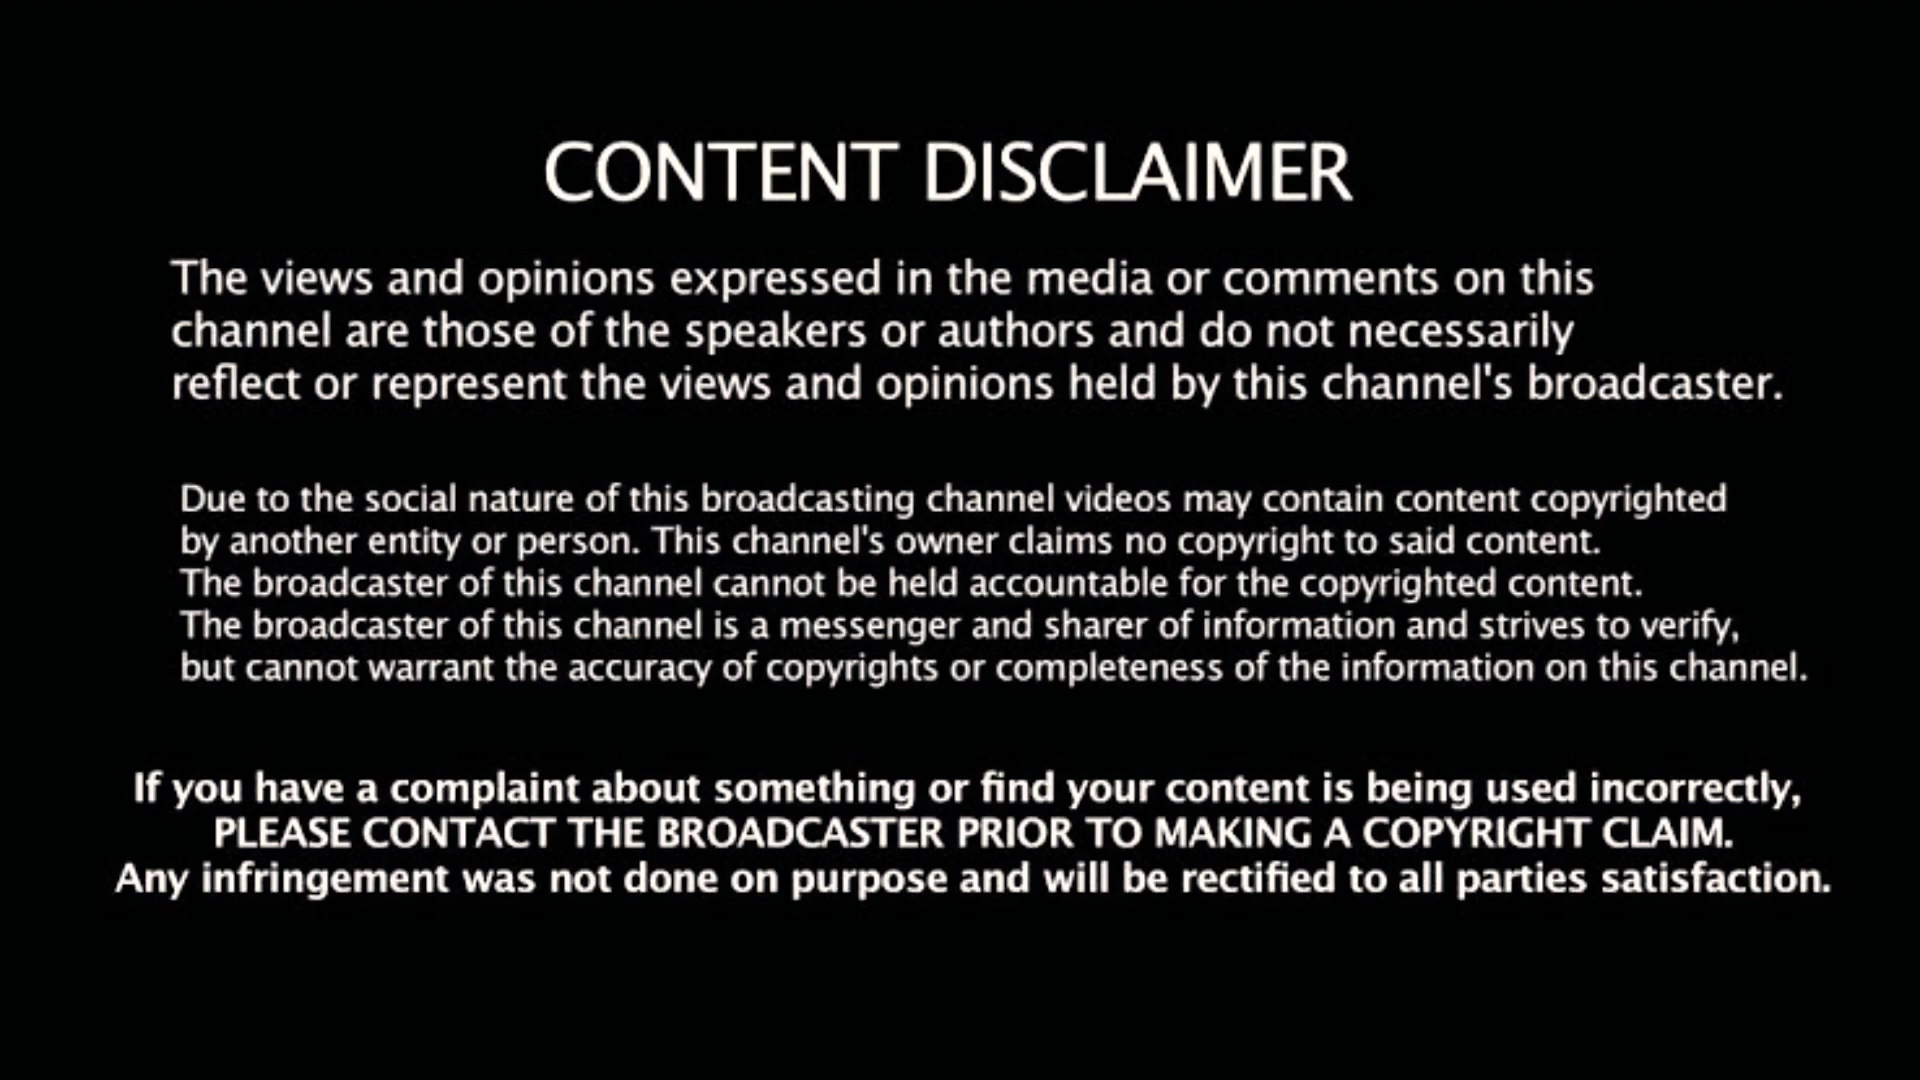 CONTENT DISCLAIMER
The views and opinions expressed in the media or comments on this
channel are those of the speakers or authors and do not necessarily
reflect or represent the views and opinions held by this channel's broadcaster.
Due to the social nature of this broadcasting channel videos may contain content copyrighted
by another entity or person. This channel's owner claims no copyright to said content.
The broadcaster of this channel cannot be held accountable for the copyrighted content.
The broadcaster of this channel is a messenger and sharer of information and strives to verify,
but cannot warrant the accuracy of copyrights or completeness of the information on this channel.
If you have a complaint about something or find your content is being used incorrectly,
PLEASE CONTACT THE BROADCASTER PRIOR TO MAKING A COPYRIGHT CLAIM.
Any infringement was not done on purpose and will be rectified to all parties satisfaction.